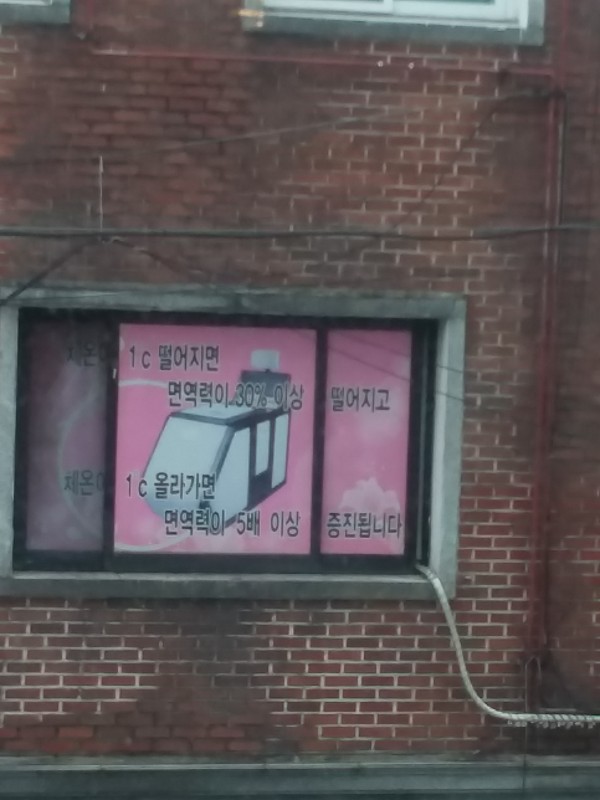 체온이 1c 떨어지면
면역력이 30% 이상 떨어지고
체온이 1c 올라가면
면역력이 5배 이상 증진됩니다